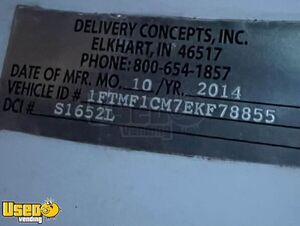 DELIVERY CONCEPTS, INC.
ELKHART, IN 46517
PHONE: 800-654-1857
DATE OF MFR. MO. 10 /YR. 2014
VEHICLE ID # 1FTMF1CM7EKF78855
DCI # S1652L
Used vending